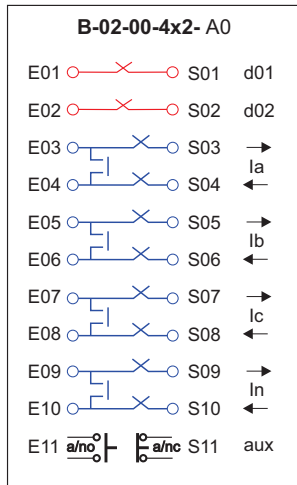 B-02-00-4x2- A0
E01 S01 d01
E02 S02 d02
E03 S03
Ia
E04 S04
E05 S05
Ib
E06 S06
E07 S07
Ic
E08 S08
E09 S09
In
E10 S10
E11 a/no a/nc S11 aux